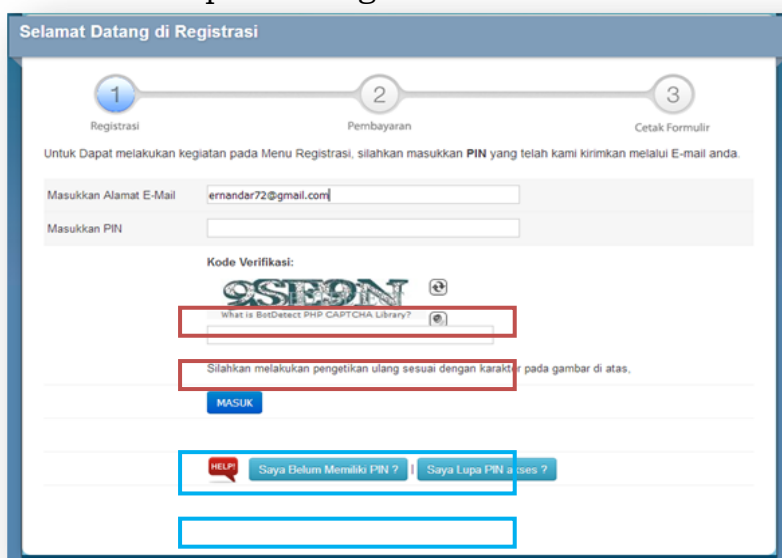 Selamat Datang di Registrasi
1
2
3
Registrasi
Pembayaran
Cetak Formulir
Untuk Dapat melakukan kegiatan pada Menu Registrasi, silahkan masukkan PIN yang telah kami kirimkan melalui E-mail anda.
Masukkan Alamat E-Mail
ernandar72@gmail.com
Masukkan PIN
Kode Verifikasi:
9SE9N
What is BotDetect PHP CAPTCHA Library?
Silahkan melakukan pengetikan ulang sesuai dengan karakter pada gambar di atas,
MASUK
HELP!
Saya Belum Memiliki PIN ?
|
Saya Lupa PIN akses ?